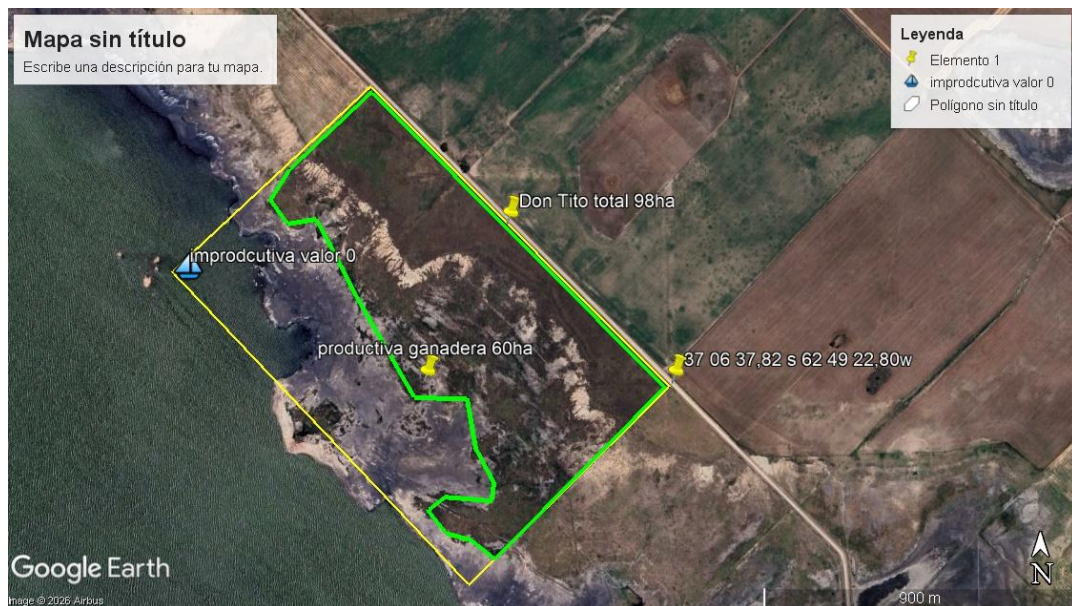 Mapa sin título
Escribe una descripción para tu mapa.
Leyenda
Elemento 1
improdcutiva valor 0
Polígono sin título
Don Tito total 98ha
improdcutiva valor 0
productiva ganadera 60ha
37 06 37,82 s 62 49 22,80w
Google Earth
Image © 2026 Airbus
900 m
N